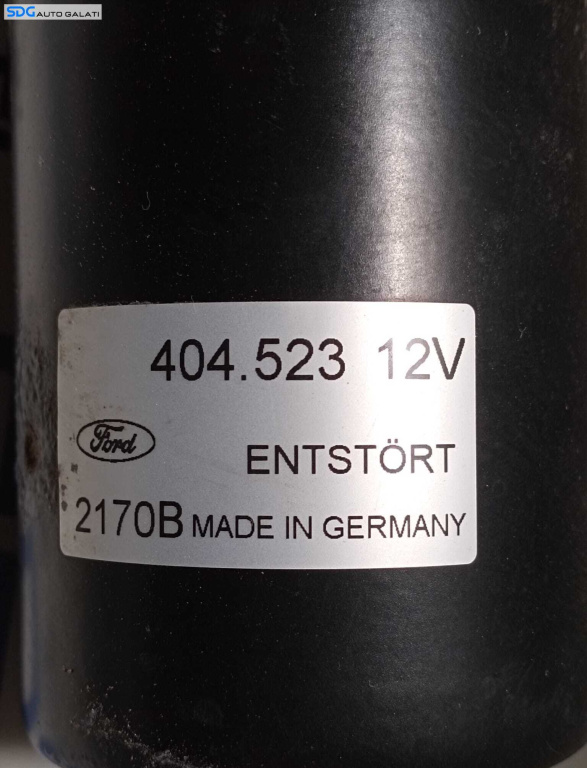 SDG AUTO GALATI
404.523 12V
Ford
ENTSTÖRT
2170B MADE IN GERMANY